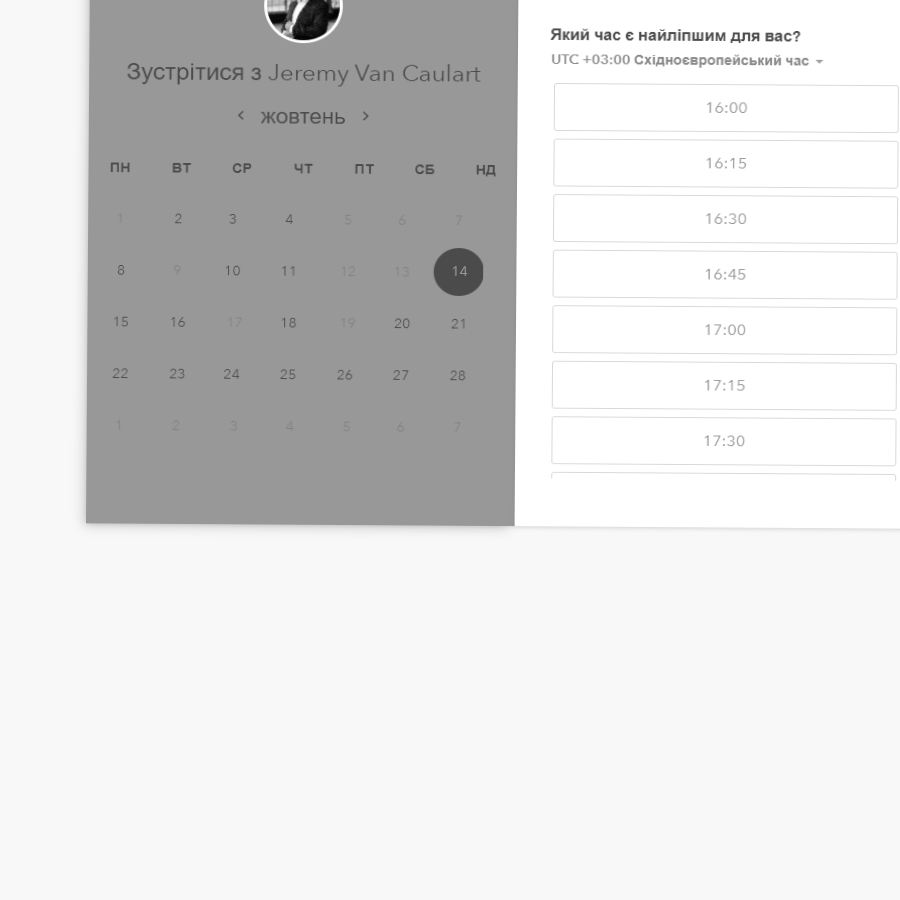 Зустрітися з Jeremy Van Caulart
жовтень
ПН ВТ СР ЧТ ПТ СБ НД
1 2 3 4 5 6 7
8 9 10 11 12 13 14
15 16 17 18 19 20 21
22 23 24 25 26 27 28
1 2 3 4 5 6 7
Який час є найліпшим для вас?
UTC +03:00 Східноєвропейський час
16:00
16:15
16:30
16:45
17:00
17:15
17:30